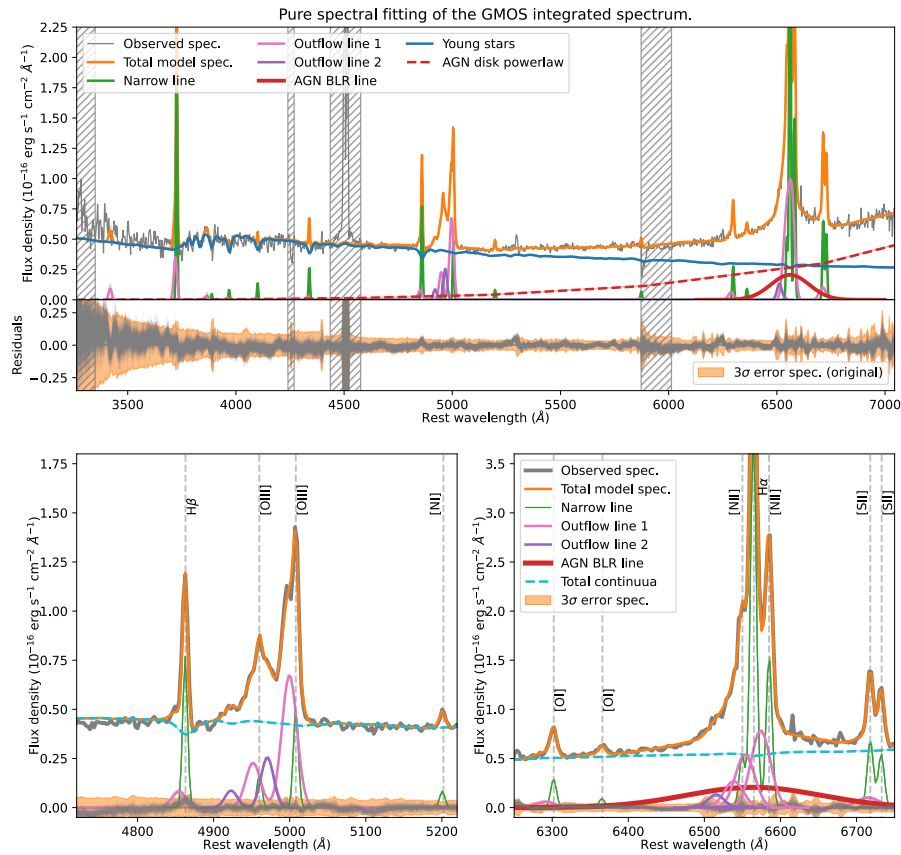 Pure spectral fitting of the GMOS integrated spectrum.
Flux density (10⁻¹⁶ erg s⁻¹ cm⁻² Å⁻¹)
2.25
2.00
1.75
1.50
1.25
1.00
0.75
0.50
0.25
0.00
Observed spec.
Total model spec.
Narrow line
Outflow line 1
Outflow line 2
AGN BLR line
Young stars
AGN disk powerlaw
Residuals
0.25
0.00
−0.25
3σ error spec. (original)
3500 4000 4500 5000 5500 6000 6500 7000
Rest wavelength (Å)
Flux density (10⁻¹⁶ erg s⁻¹ cm⁻² Å⁻¹)
1.75
1.50
1.25
1.00
0.75
0.50
0.25
0.00
Hβ
[OIII]
[OIII]
[NI]
4800 4900 5000 5100 5200
Rest wavelength (Å)
Flux density (10⁻¹⁶ erg s⁻¹ cm⁻² Å⁻¹)
3.5
3.0
2.5
2.0
1.5
1.0
0.5
0.0
Observed spec.
Total model spec.
Narrow line
Outflow line 1
Outflow line 2
AGN BLR line
Total continuua
3σ error spec.
[OI]
[OI]
[NII]
Hα
[NII]
[SII]
[SII]
6300 6400 6500 6600 6700
Rest wavelength (Å)